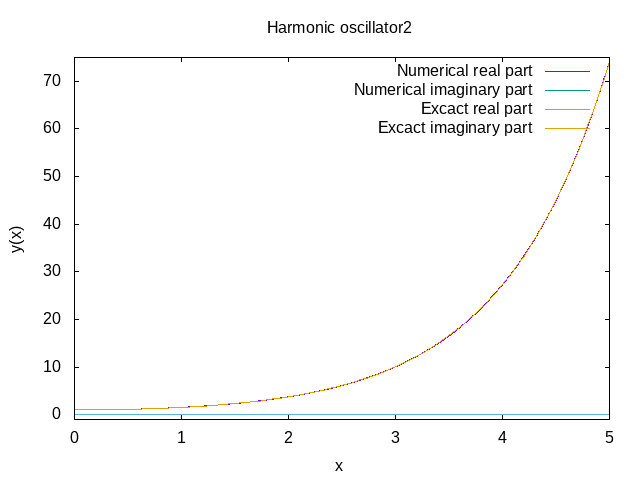 Harmonic oscillator2
Numerical real part
Numerical imaginary part
Excact real part
Excact imaginary part
70
60
50
40
30
20
10
0
y(x)
0 1 2 3 4 5
x